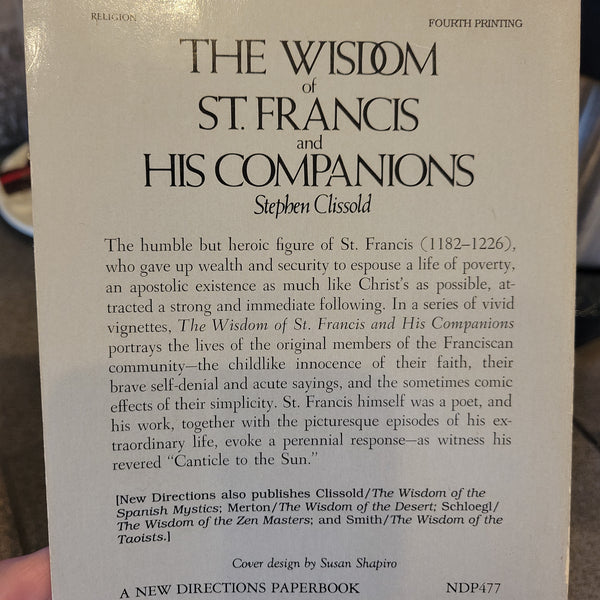 RELIGION
FOURTH PRINTING
THE WISDOM
of
ST. FRANCIS
and
HIS COMPANIONS
Stephen Clissold
The humble but heroic figure of St. Francis (1182–1226),
who gave up wealth and security to espouse a life of poverty,
an apostolic existence as much like Christ's as possible, at-
tracted a strong and immediate following. In a series of vivid
vignettes, The Wisdom of St. Francis and His Companions
portrays the lives of the original members of the Franciscan
community—the childlike innocence of their faith, their
brave self-denial and acute sayings, and the sometimes comic
effects of their simplicity. St. Francis himself was a poet, and
his work, together with the picturesque episodes of his ex-
traordinary life, evoke a perennial response—as witness his
revered "Canticle to the Sun."
[New Directions also publishes Clissold/The Wisdom of the
Spanish Mystics; Merton/The Wisdom of the Desert; Schloegl/
The Wisdom of the Zen Masters; and Smith/The Wisdom of the
Taoists.]
Cover design by Susan Shapiro
A NEW DIRECTIONS PAPERBOOK NDP477